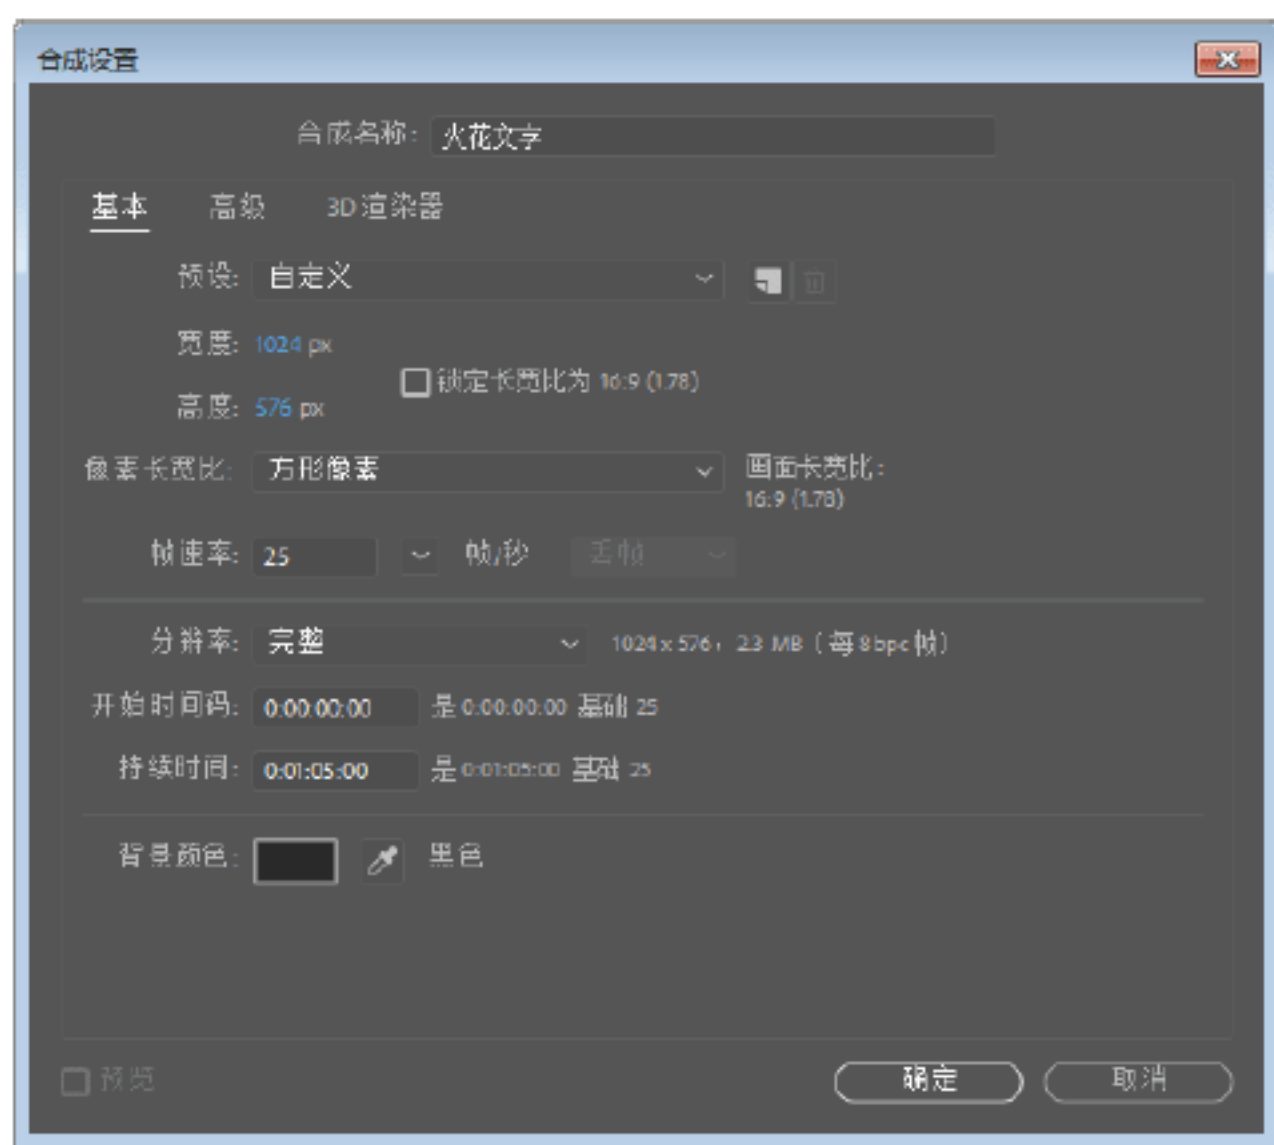 合成设置
合成名称: 火花文字
基本 高级 3D 渲染器
预设: 自定义
宽度: 1024 px
锁定长宽比为 16:9 (1.78)
高度: 576 px
像素长宽比: 方形像素 画面长宽比:
16:9 (1.78)
帧速率: 25 帧/秒 丢帧
分辨率: 完整 1024 x 576, 2.3 MB (每 8 bpc 帧)
开始时间码: 0:00:00:00 是 0:00:00:00 基础 25
持续时间: 0:01:05:00 是 0:01:05:00 基础 25
背景颜色: 黑色
预览 确定 取消